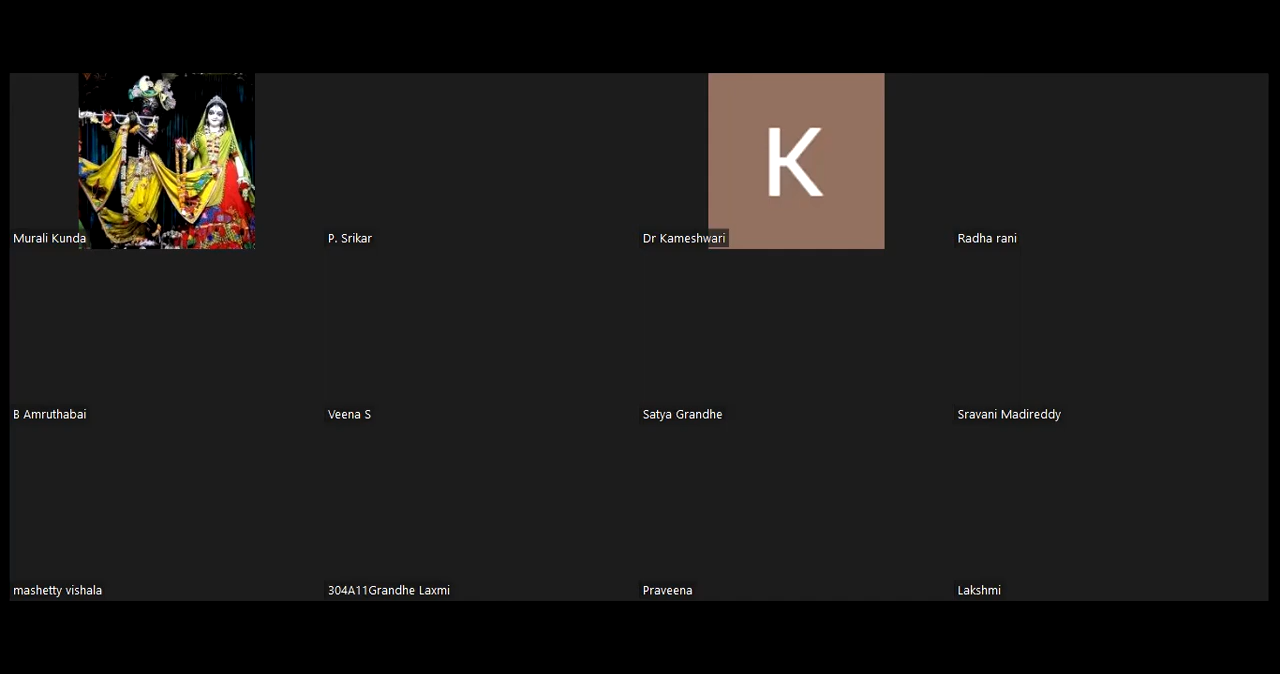 K
Murali Kunda
P. Srikar
Dr Kameshwari
Radha rani
B Amruthabai
Veena S
Satya Grandhe
Sravani Madireddy
mashetty vishala
304A11Grandhe Laxmi
Praveena
Lakshmi